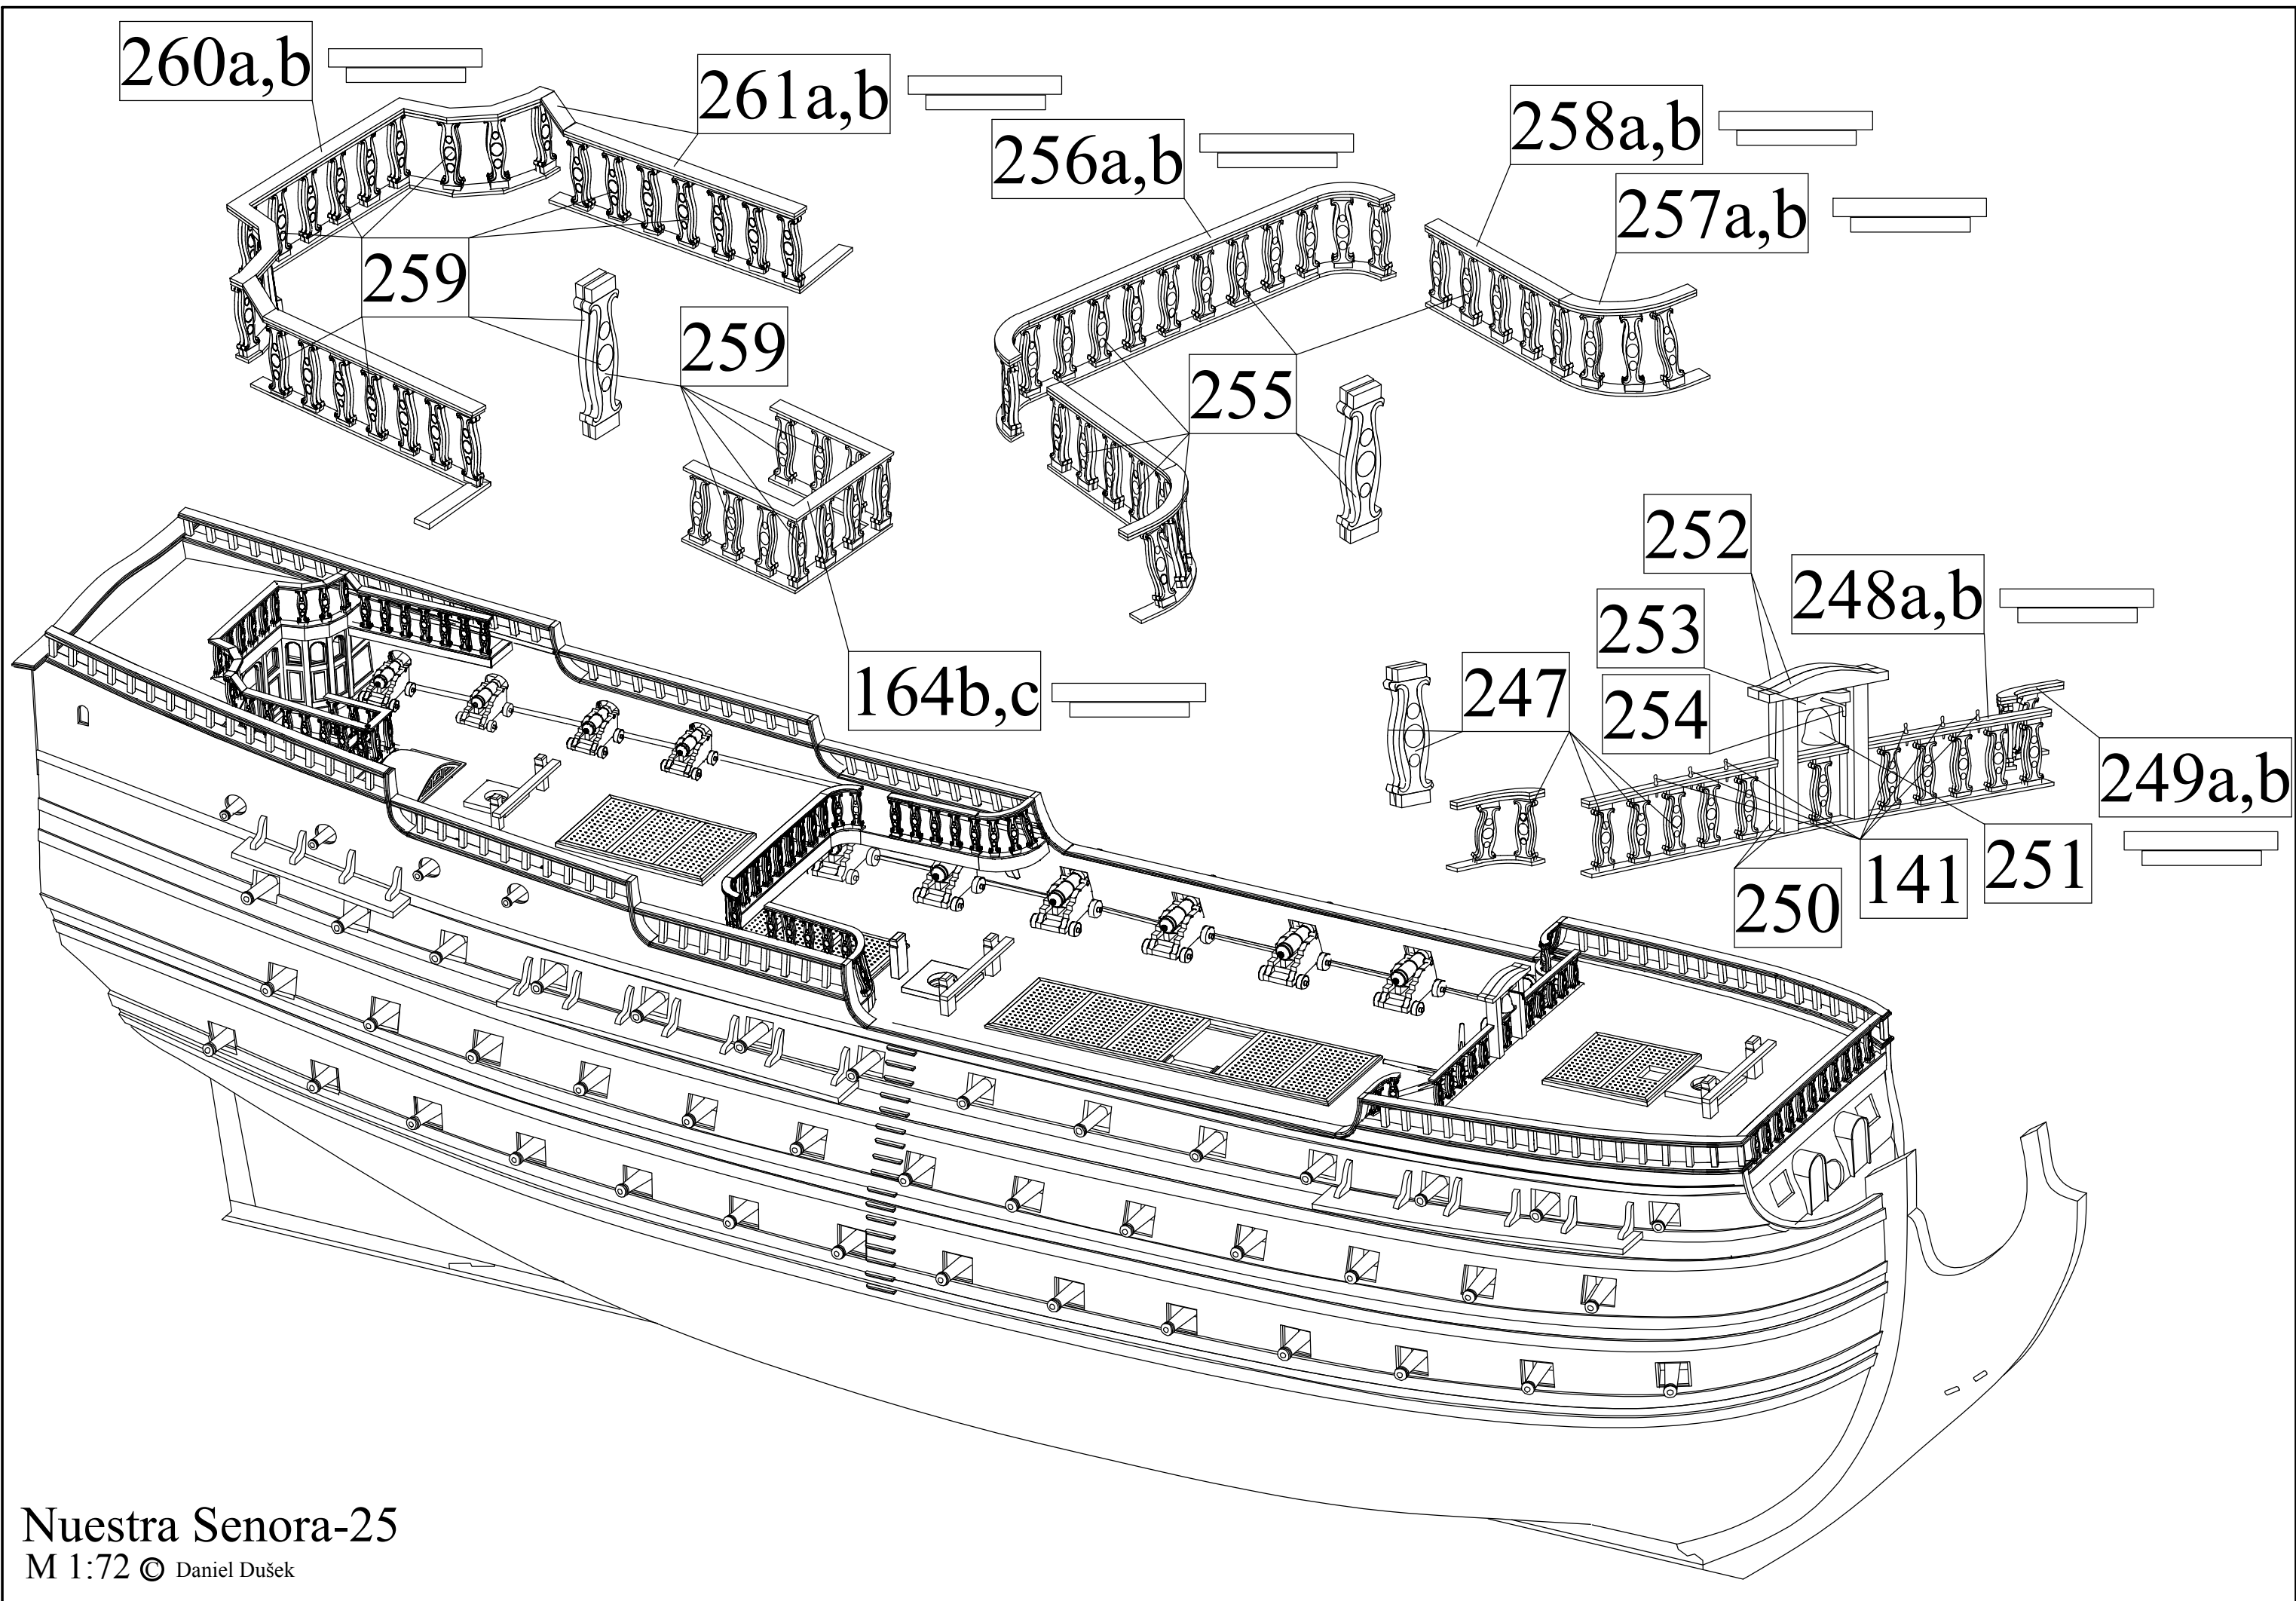 260a,b
261a,b
256a,b
258a,b
257a,b
259
259
255
164b,c
252
253
248a,b
254
247
249a,b
250
141
251
Nuestra Senora-25
M 1:72 © Daniel Dušek